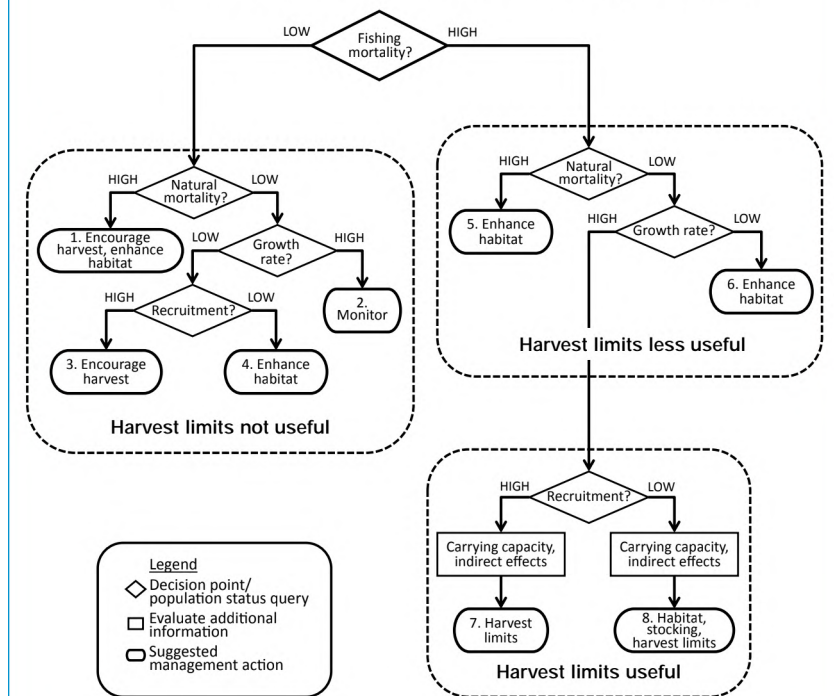 Fishing
mortality?
LOW
HIGH
Natural
mortality?
HIGH
LOW
1. Encourage
harvest, enhance
habitat
Growth
rate?
LOW
HIGH
2.
Monitor
Recruitment?
HIGH
LOW
3. Encourage
harvest
4. Enhance
habitat
Harvest limits not useful
Natural
mortality?
HIGH
LOW
5. Enhance
habitat
Growth rate?
HIGH
LOW
6. Enhance
habitat
Harvest limits less useful
Recruitment?
HIGH
LOW
Carrying capacity,
indirect effects
Carrying capacity,
indirect effects
7. Harvest
limits
8. Habitat,
stocking,
harvest limits
Harvest limits useful
Legend
Decision point/
population status query
Evaluate additional
information
Suggested
management action